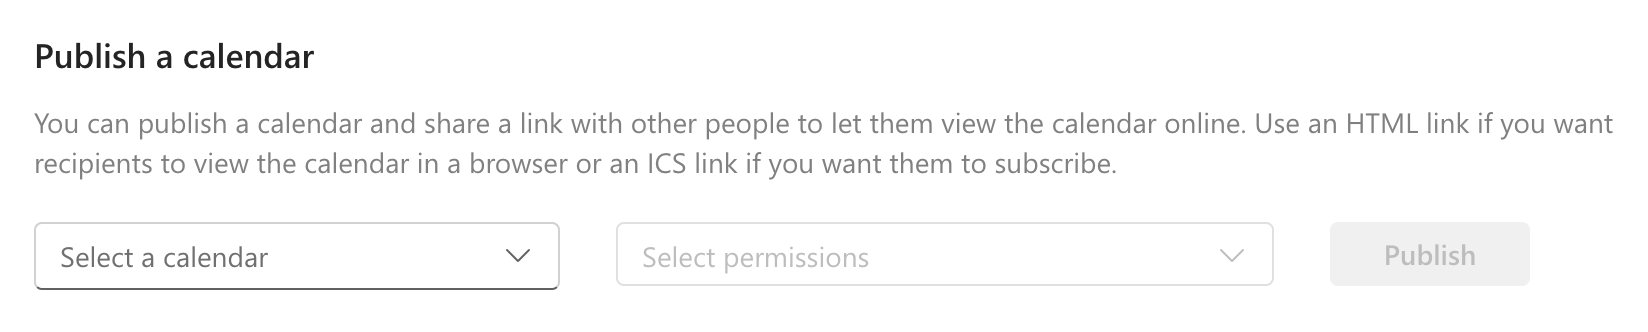 Publish a calendar
You can publish a calendar and share a link with other people to let them view the calendar online. Use an HTML link if you want
recipients to view the calendar in a browser or an ICS link if you want them to subscribe.
Select a calendar
Select permissions
Publish